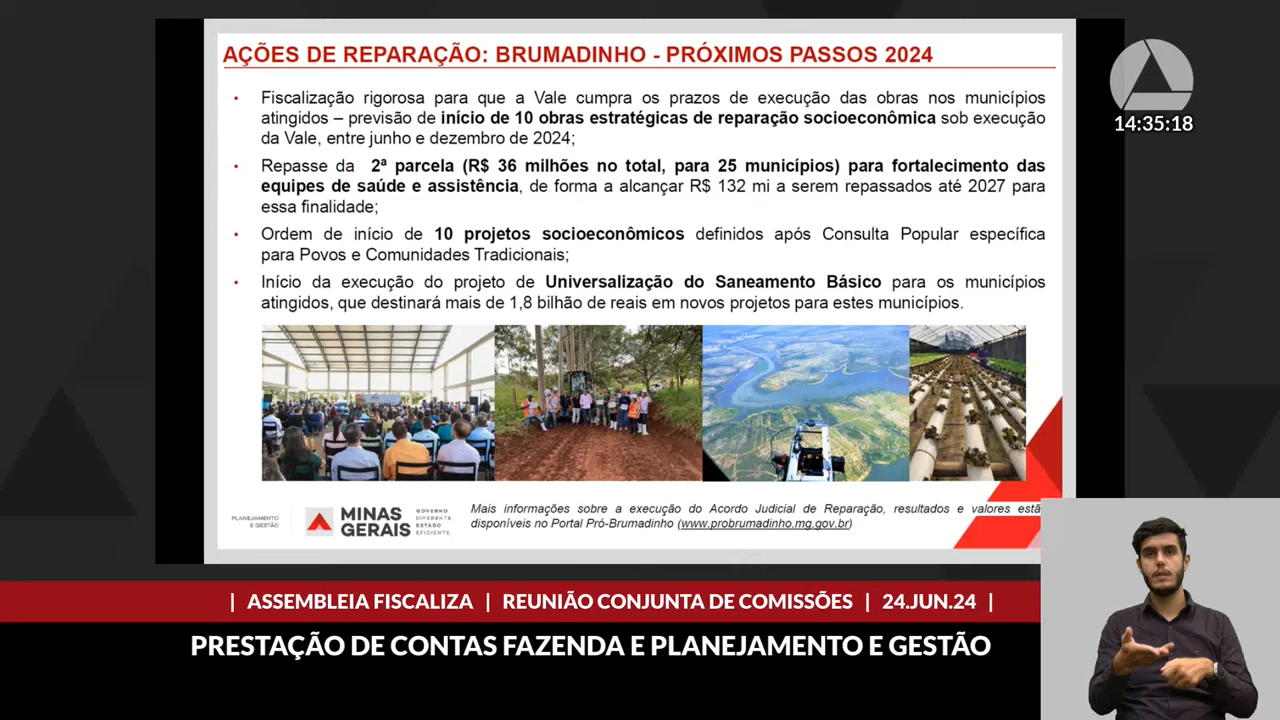 AÇÕES DE REPARAÇÃO: BRUMADINHO - PRÓXIMOS PASSOS 2024
• Fiscalização rigorosa para que a Vale cumpra os prazos de execução das obras nos municípios
atingidos – previsão de início de 10 obras estratégicas de reparação socioeconômica sob execução
da Vale, entre junho e dezembro de 2024;
• Repasse da 2ª parcela (R$ 36 milhões no total, para 25 municípios) para fortalecimento das
equipes de saúde e assistência, de forma a alcançar R$ 132 mi a serem repassados até 2027 para
essa finalidade;
• Ordem de início de 10 projetos socioeconômicos definidos após Consulta Popular específica
para Povos e Comunidades Tradicionais;
• Início da execução do projeto de Universalização do Saneamento Básico para os municípios
atingidos, que destinará mais de 1,8 bilhão de reais em novos projetos para estes municípios.
14:35:18
PLANEJAMENTO
E GESTÃO
MINAS
GERAIS
GOVERNO
DIFERENTE.
ESTADO
EFICIENTE.
Mais informações sobre a execução do Acordo Judicial de Reparação, resultados e valores estã
disponíveis no Portal Pró-Brumadinho (www.probrumadinho.mg.gov.br)
| ASSEMBLEIA FISCALIZA | REUNIÃO CONJUNTA DE COMISSÕES | 24.JUN.24 |
PRESTAÇÃO DE CONTAS FAZENDA E PLANEJAMENTO E GESTÃO